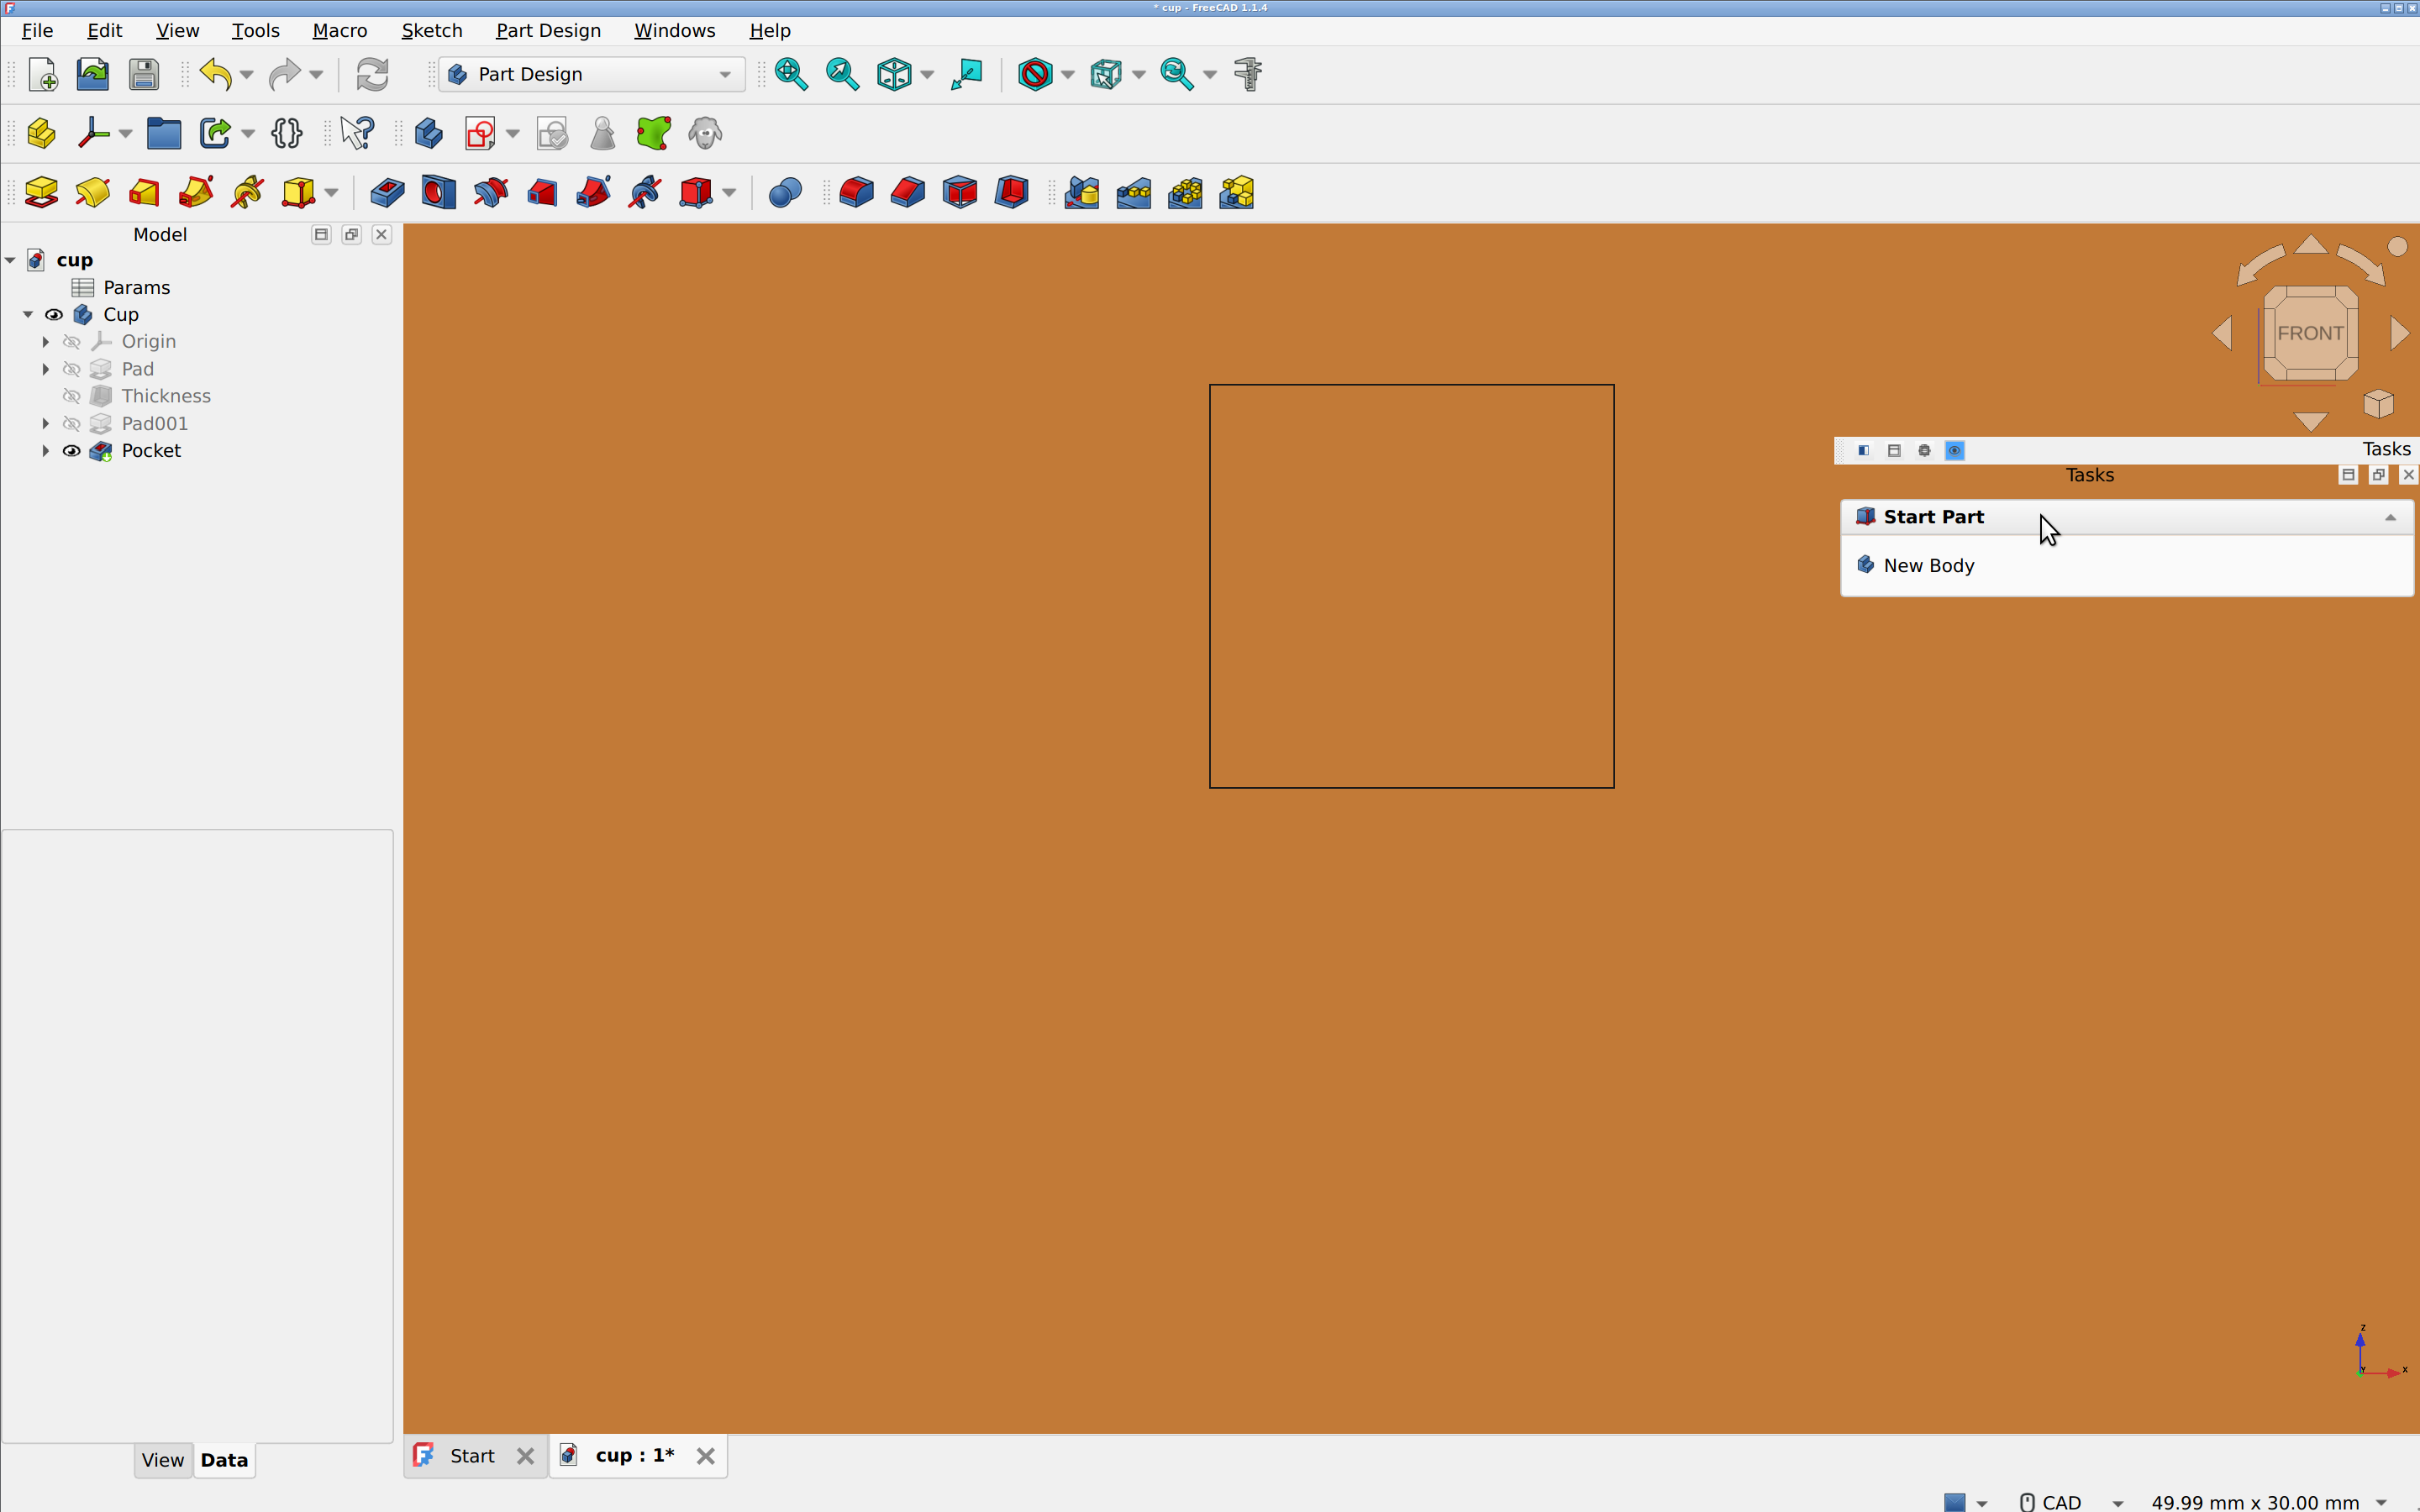 * cup - FreeCAD 1.1.4
File Edit View Tools Macro Sketch Part Design Windows Help
Part Design
Model
cup
Params
Cup
Origin
Pad
Thickness
Pad001
Pocket
FRONT
Tasks
Tasks
Start Part
New Body
z
Y
x
View Data
Start
cup : 1*
CAD
49.99 mm x 30.00 mm